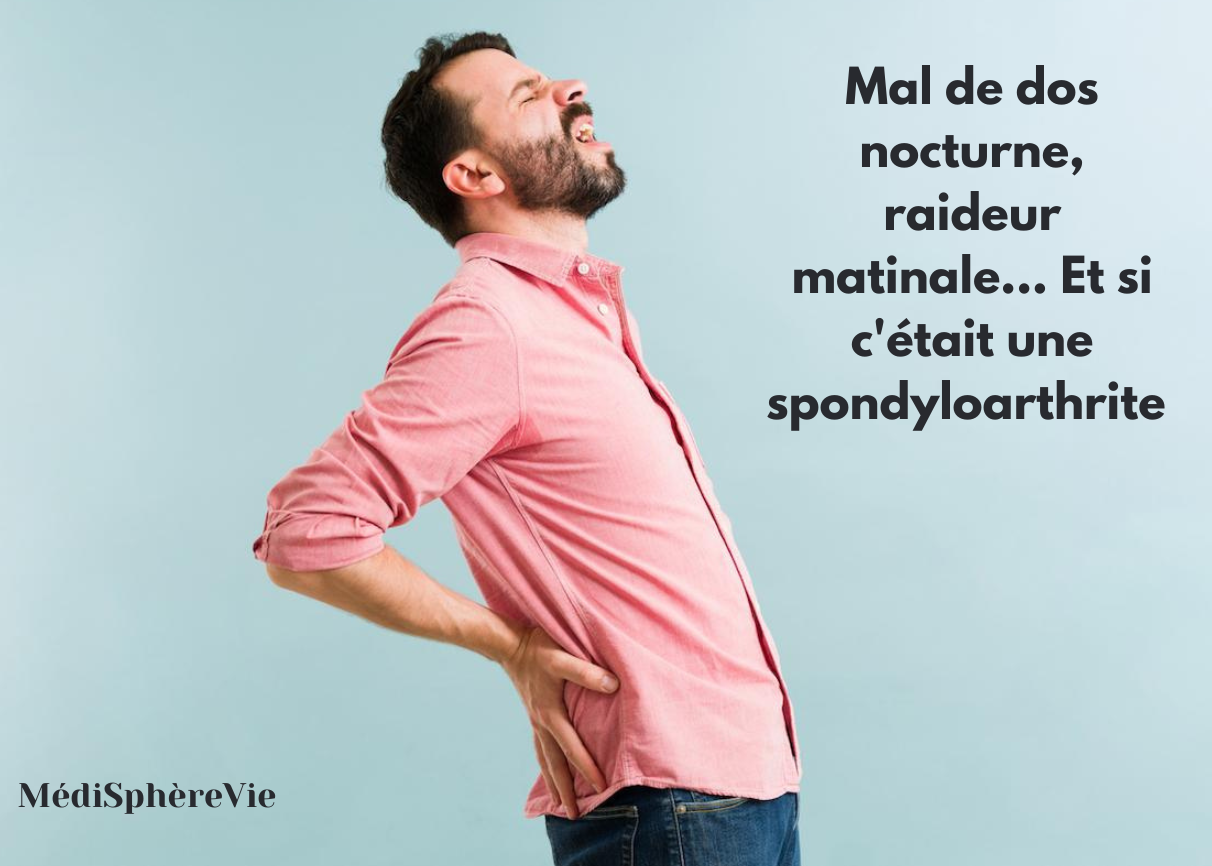 Mal de dos
nocturne,
raideur
matinale... Et si
c'était une
spondyloarthrite
MédiSphèreVie